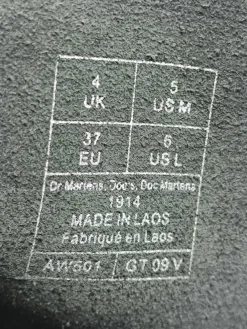 4 5
UK US M
37 6
EU US L
Dr. Martens, Doc's, Doc Martens
1914
MADE IN LAOS
Fabriqué en Laos
AW501 GT 09 V